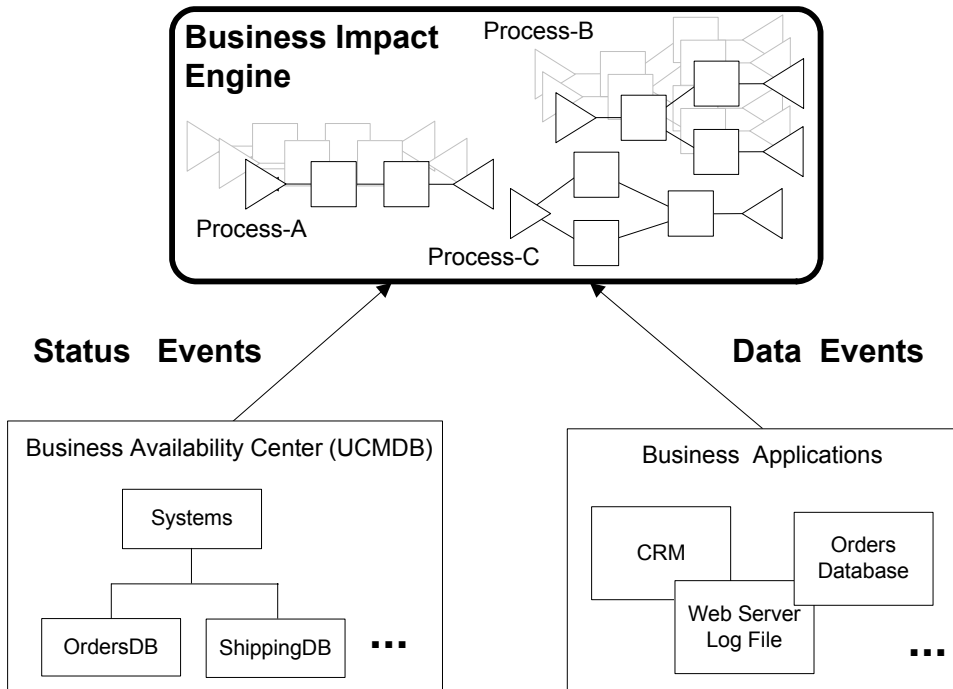 Business Impact
Engine
Process-B
Process-A
Process-C
Status Events
Data Events
Business Availability Center (UCMDB)
Systems
OrdersDB
ShippingDB
...
Business Applications
CRM
Orders
Database
Web Server
Log File
...